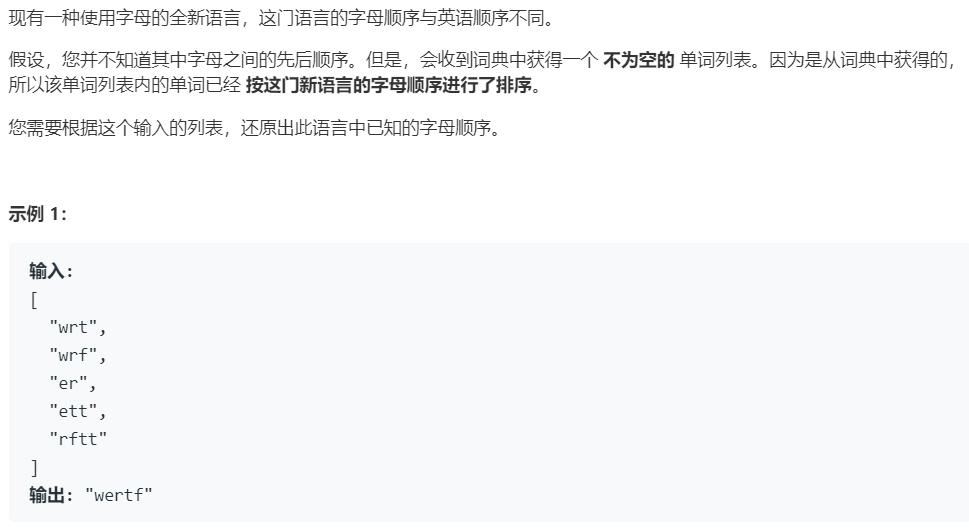 现有一种使用字母的全新语言，这门语言的字母顺序与英语顺序不同。
假设，您并不知道其中字母之间的先后顺序。但是，会收到词典中获得一个 不为空的 单词列表。因为是从词典中获得的，
所以该单词列表内的单词已经 按这门新语言的字母顺序进行了排序。
您需要根据这个输入的列表，还原出此语言中已知的字母顺序。
示例 1：
输入：
[
"wrt",
"wrf",
"er",
"ett",
"rftt"
]
输出： "wertf"